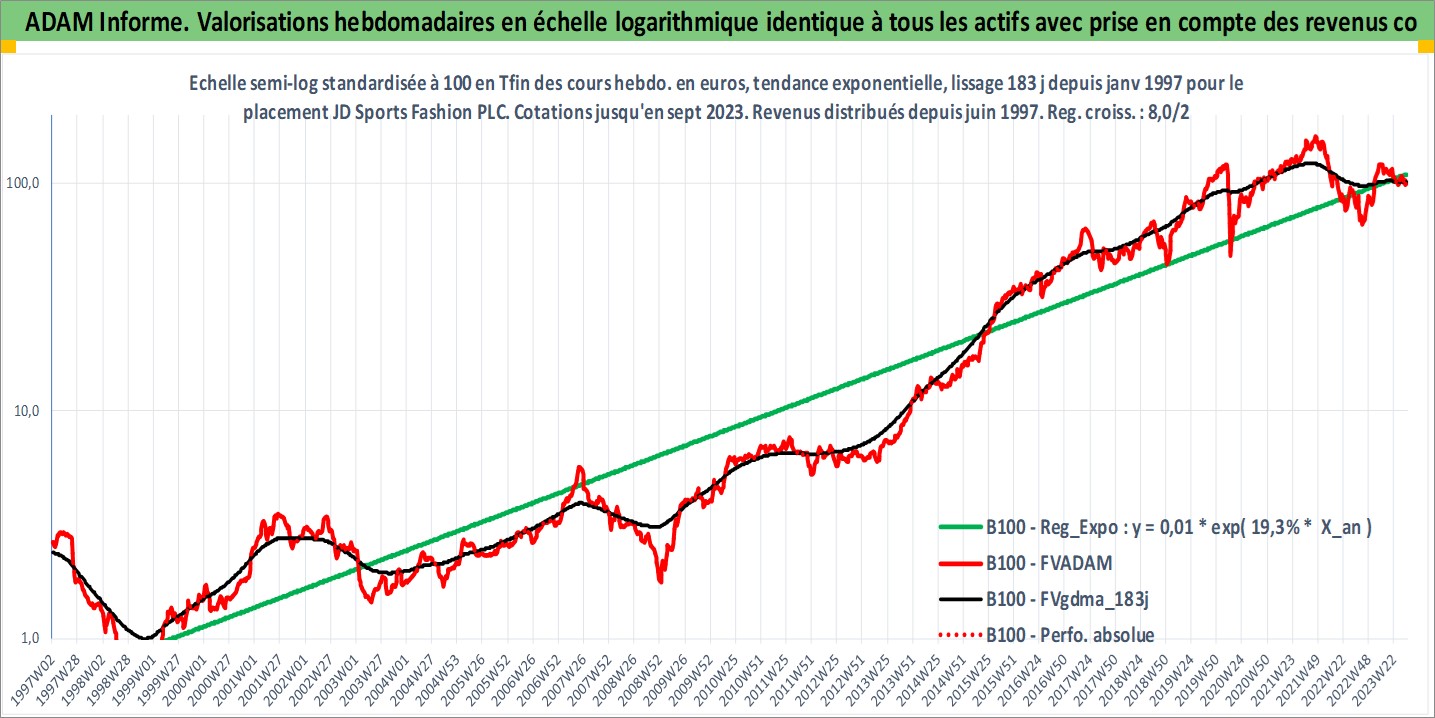 ADAM Informe. Valorisations hebdomadaires en échelle logarithmique identique à tous les actifs avec prise en compte des revenus co
Echelle semi-log standardisée à 100 en Tfin des cours hebdo. en euros, tendance exponentielle, lissage 183 j depuis janv 1997 pour le
placement JD Sports Fashion PLC. Cotations jusqu'en sept 2023. Revenus distribués depuis juin 1997. Reg. croiss. : 8,0/2
100,0
10,0
1,0
B100 - Reg_Expo : y = 0,01 * exp( 19,3% * X_an )
B100 - FVADAM
B100 - FVgdma_183j
B100 - Perfo. absolue
1997W02
1997W28
1998W02
1998W28
1999W01
1999W27
2000W01
2000W27
2001W01
2001W27
2002W01
2002W27
2003W01
2003W27
2004W01
2004W27
2004W53
2005W26
2005W52
2006W26
2006W52
2007W26
2007W52
2008W26
2008W52
2009W26
2009W52
2010W25
2010W51
2011W25
2011W51
2012W25
2012W51
2013W25
2013W51
2014W25
2014W51
2015W25
2015W51
2016W24
2016W50
2017W24
2017W50
2018W24
2018W50
2019W24
2019W50
2020W24
2020W50
2021W23
2021W49
2022W22
2022W48
2023W22